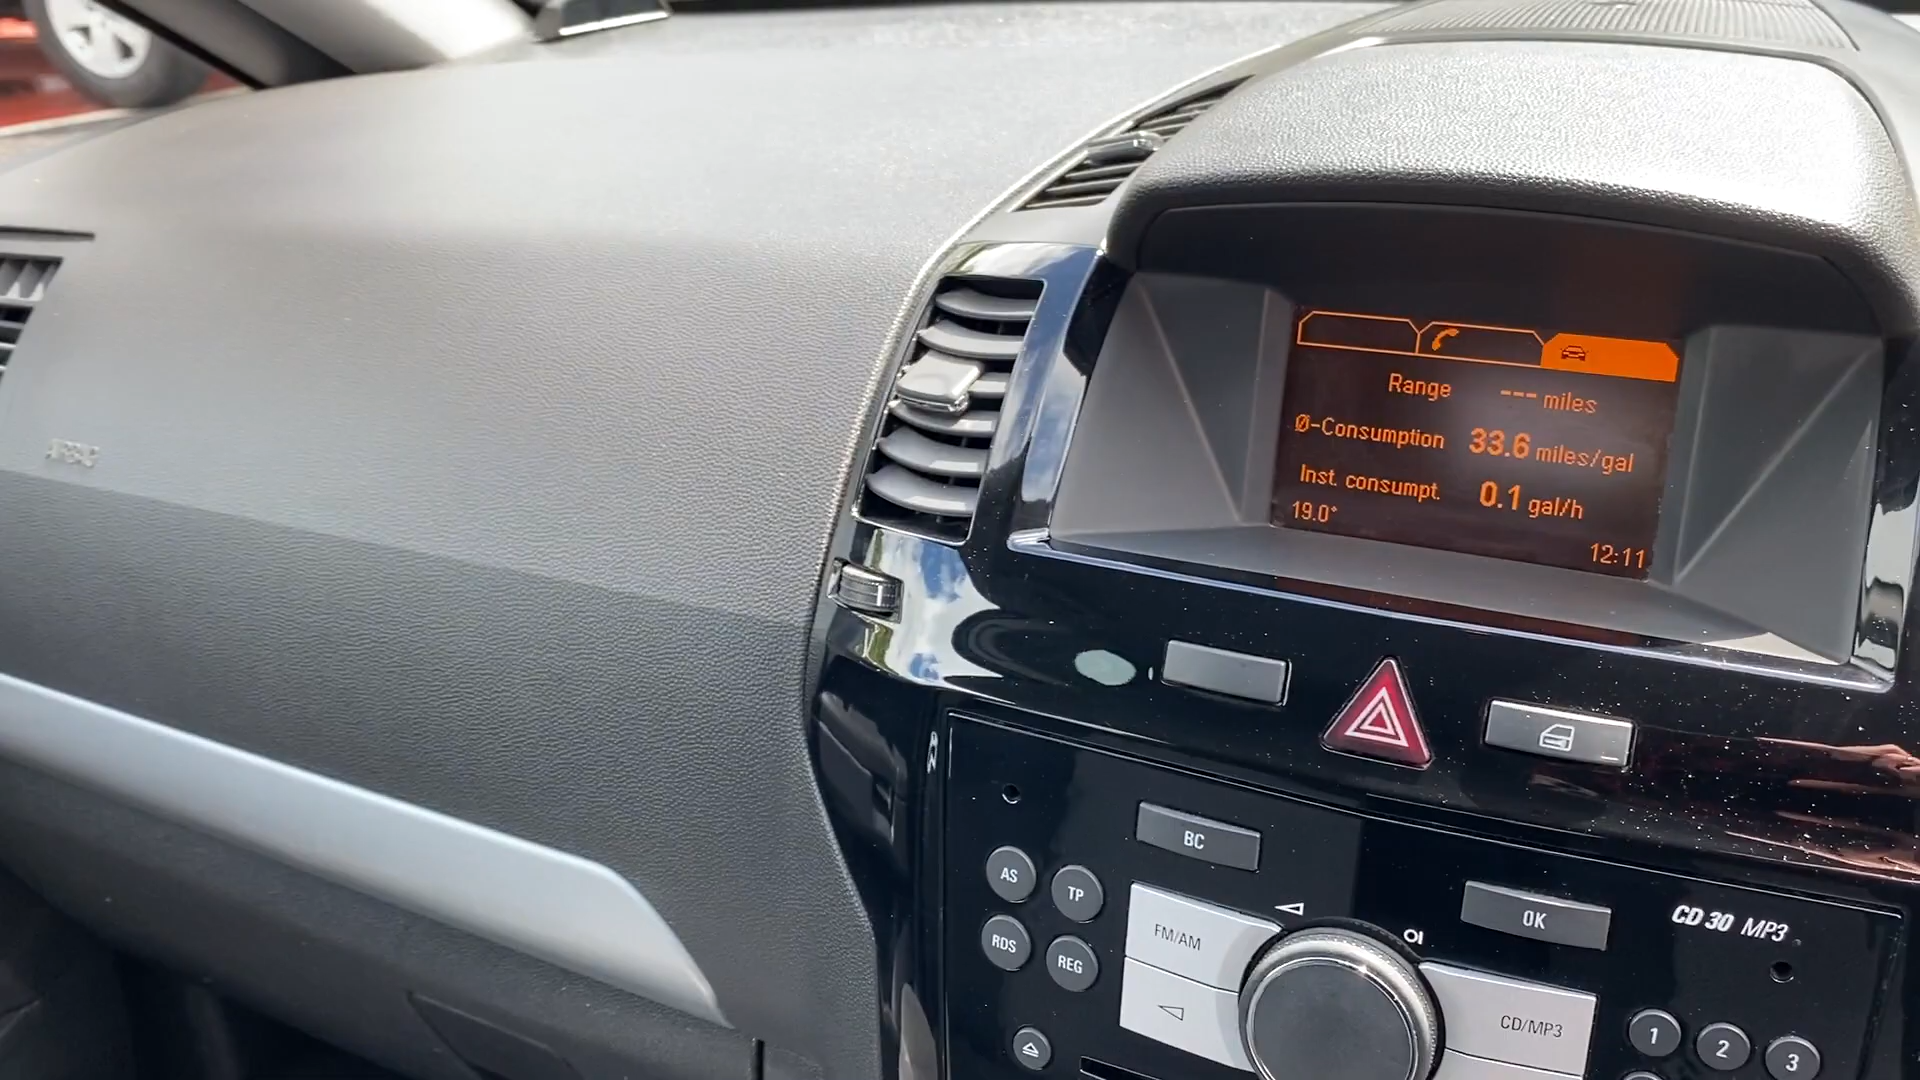 Range --- miles
Ø-Consumption 33.6 miles/gal
Inst. consumpt. 0.1 gal/h
19.0°
12:11
AIRBAG
BC
AS
TP
FM/AM
OK
CD 30 MP3
RDS
REG
CD/MP3
1
2
3